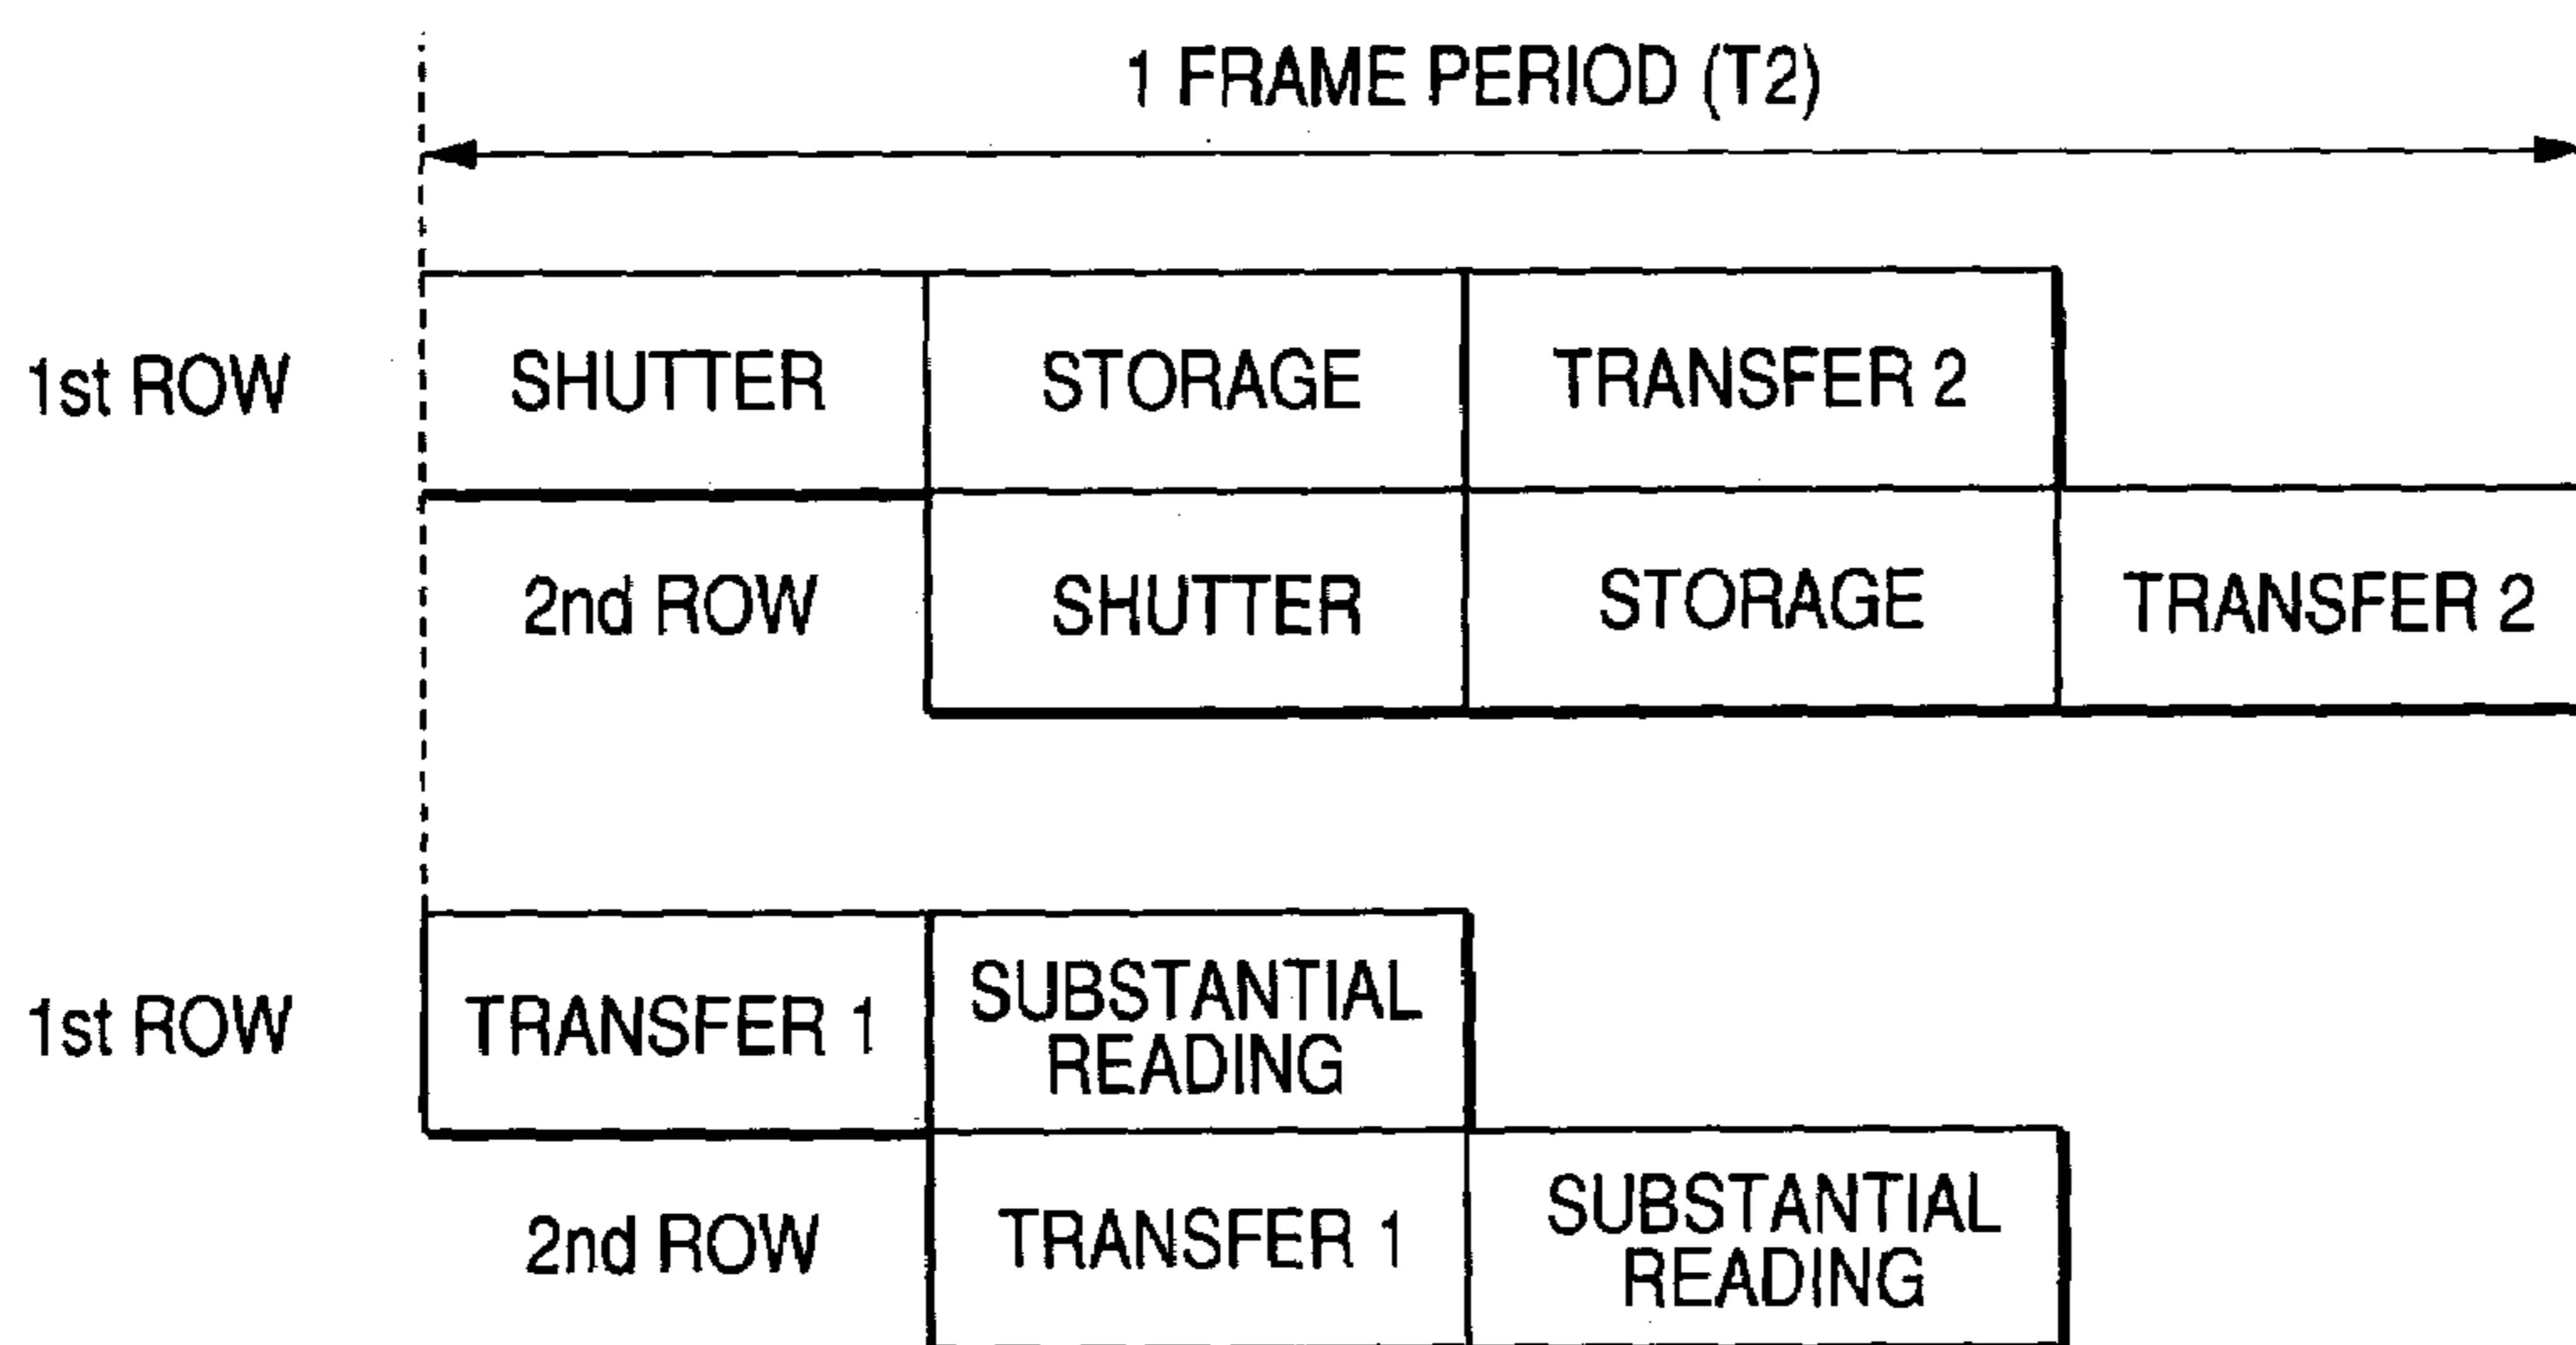 1 FRAME PERIOD (T2)
1st ROW
SHUTTER
STORAGE
TRANSFER 2
2nd ROW
SHUTTER
STORAGE
TRANSFER 2
1st ROW
TRANSFER 1
SUBSTANTIAL
READING
2nd ROW
TRANSFER 1
SUBSTANTIAL
READING